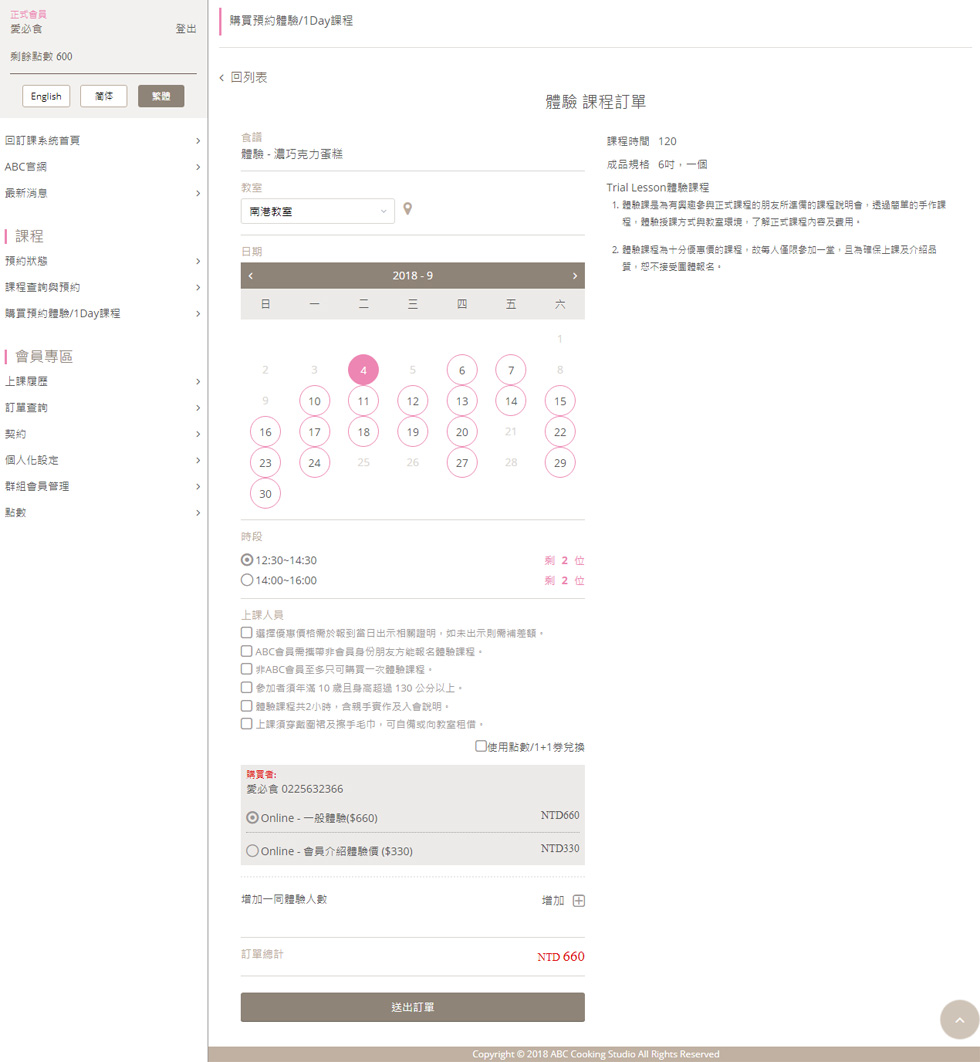 正式會員
愛必食 登出
剩餘點數 600
English 简体 繁體
回訂課系統首頁
ABC官網
最新消息
課程
預約狀態
課程查詢與預約
購買預約體驗/1Day課程
會員專區
上課履歷
訂單查詢
契約
個人化設定
群組會員管理
點數
購買預約體驗/1Day課程
回列表
體驗 課程訂單
食譜
體驗 - 濃巧克力蛋糕
教室
南港教室
日期
2018 - 9
日 一 二 三 四 五 六
1
2 3 4 5 6 7 8
9 10 11 12 13 14 15
16 17 18 19 20 21 22
23 24 25 26 27 28 29
30
時段
12:30~14:30 剩 2 位
14:00~16:00 剩 2 位
上課人員
選擇優惠價格需於報到當日出示相關證明，如未出示則需補差額。
ABC會員需攜帶非會員身份朋友方能報名體驗課程。
非ABC會員至多只可購買一次體驗課程。
參加者須年滿 10 歲且身高超過 130 公分以上。
體驗課程共2小時，含親手實作及入會說明。
上課須穿戴圍裙及擦手毛巾，可自備或向教室租借。
使用點數/1+1券兌換
購買者:
愛必食 0225632366
Online - 一般體驗($660) NTD660
Online - 會員介紹體驗價 ($330) NTD330
增加一同體驗人數 增加
訂單總計 NTD 660
送出訂單
課程時間 120
成品規格 6吋，一個
Trial Lesson體驗課程
1. 體驗課是為有興趣參與正式課程的朋友所準備的課程說明會，透過簡單的手作課
程，體驗授課方式與教室環境，了解正式課程內容及費用。
2. 體驗課程為十分優惠價的課程，故每人僅限參加一堂，且為確保上課及介紹品
質，恕不接受團體報名。
Copyright © 2018 ABC Cooking Studio All Rights Reserved